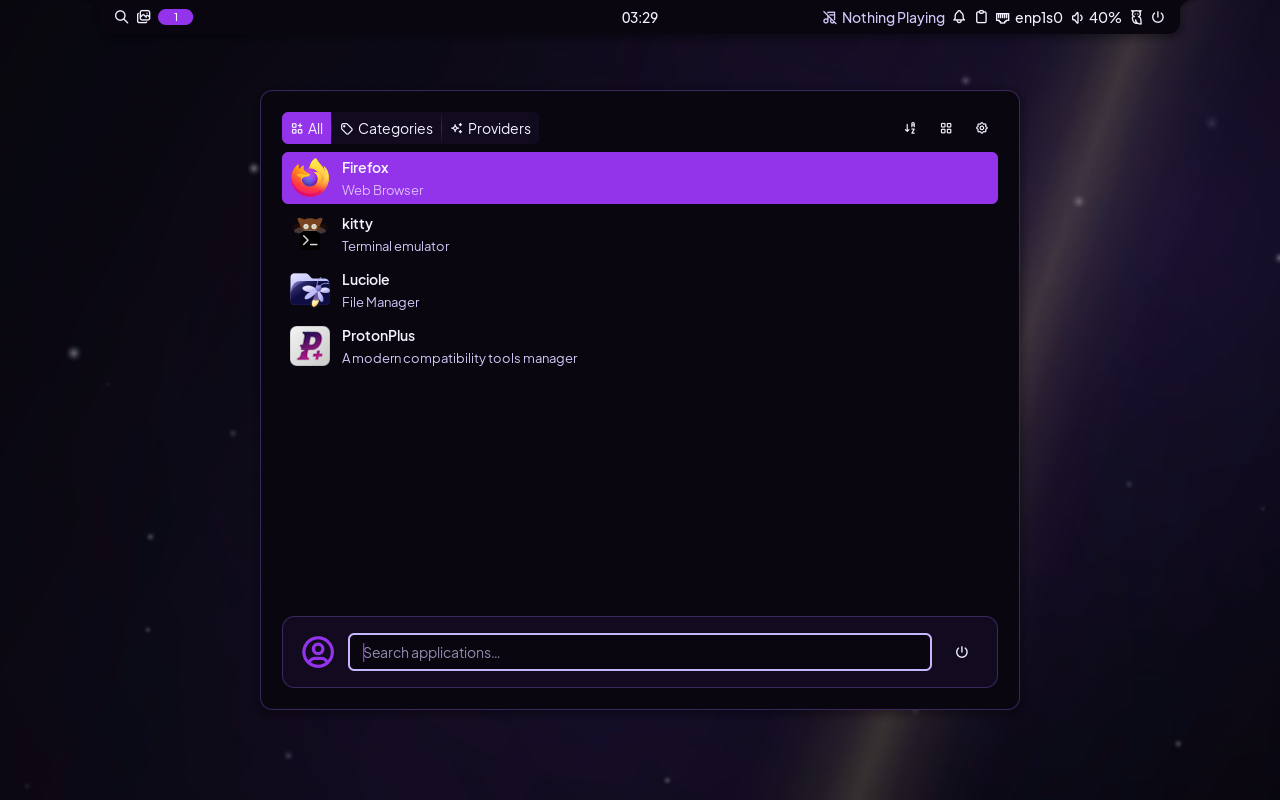 1
03:29
Nothing Playing
enp1s0
40%
All
Categories
Providers
Firefox
Web Browser
kitty
Terminal emulator
Luciole
File Manager
ProtonPlus
A modern compatibility tools manager
Search applications...